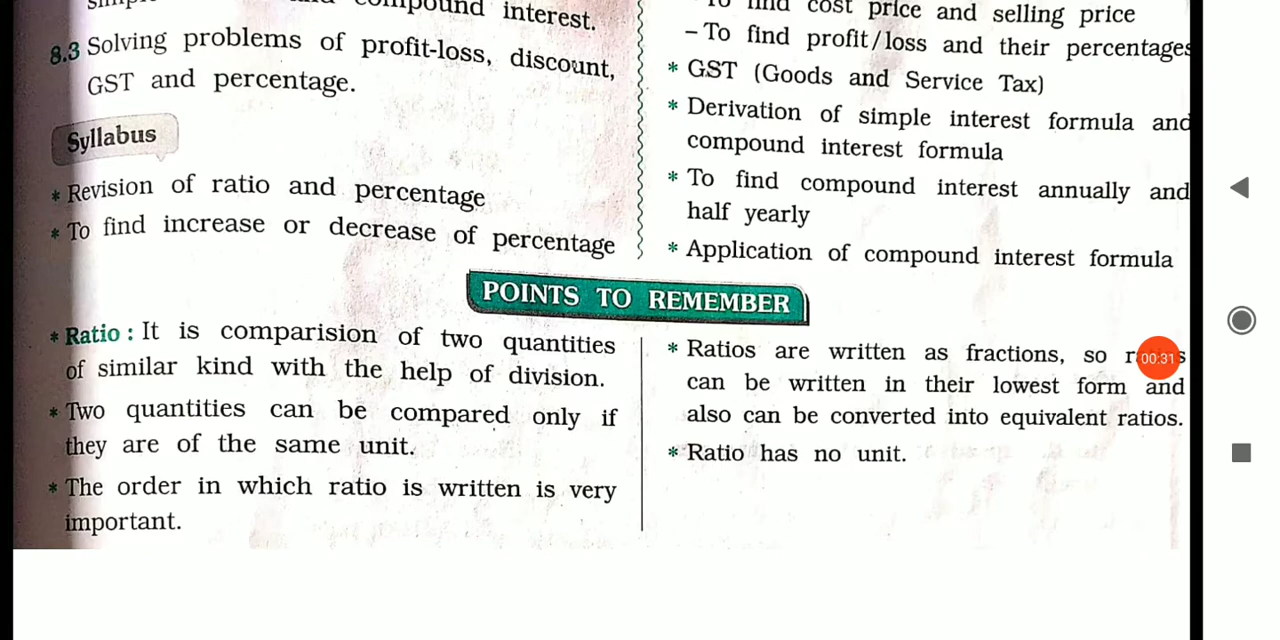 compound interest.
8.3 Solving problems of profit-loss, discount,
GST and percentage.
Syllabus
* Revision of ratio and percentage
* To find increase or decrease of percentage
cost price and selling price
– To find profit/loss and their percentages
* GST (Goods and Service Tax)
* Derivation of simple interest formula and
compound interest formula
* To find compound interest annually and
half yearly
* Application of compound interest formula
POINTS TO REMEMBER
* Ratio : It is comparision of two quantities
of similar kind with the help of division.
* Two quantities can be compared only if
they are of the same unit.
* The order in which ratio is written is very
important.
* Ratios are written as fractions, so
can be written in their lowest form and
also can be converted into equivalent ratios.
* Ratio has no unit.
00:31